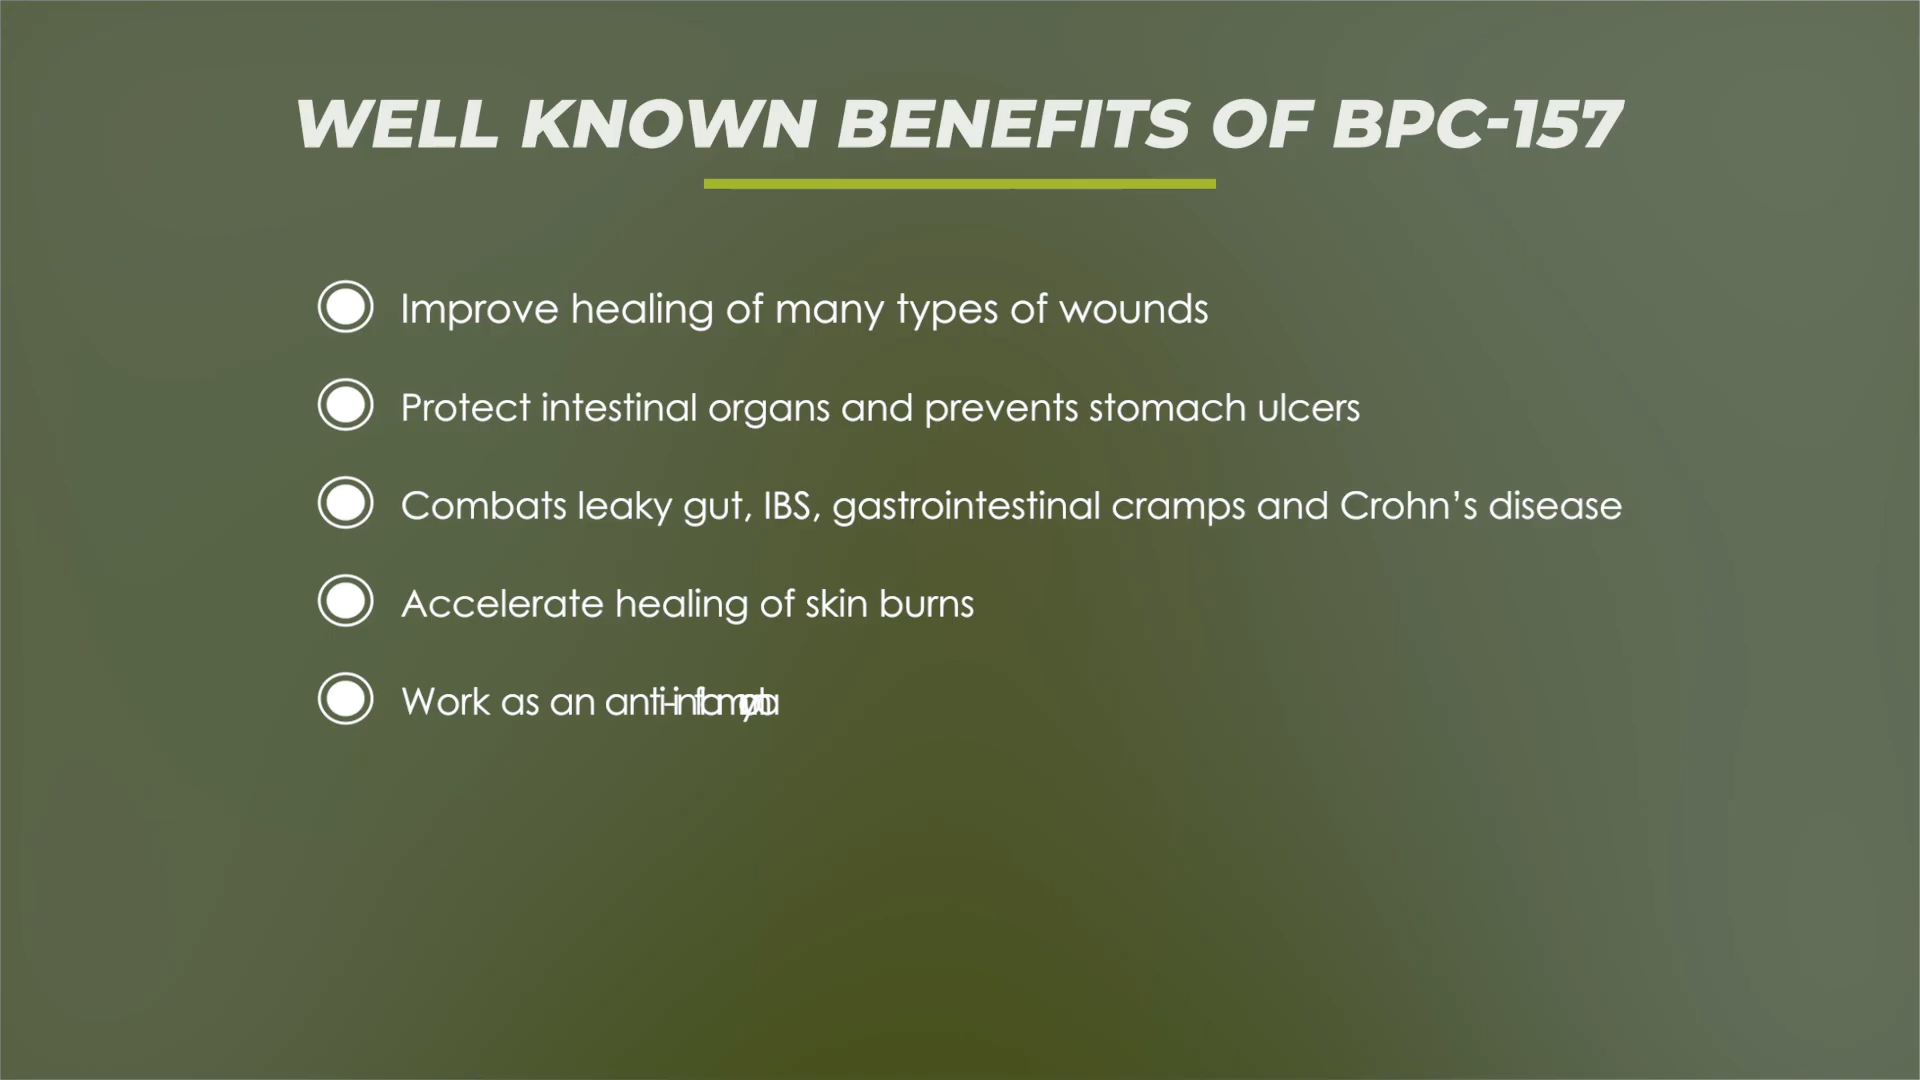 WELL KNOWN BENEFITS OF BPC-157
Improve healing of many types of wounds
Protect intestinal organs and prevents stomach ulcers
Combats leaky gut, IBS, gastrointestinal cramps and Crohn’s disease
Accelerate healing of skin burns
Work as an